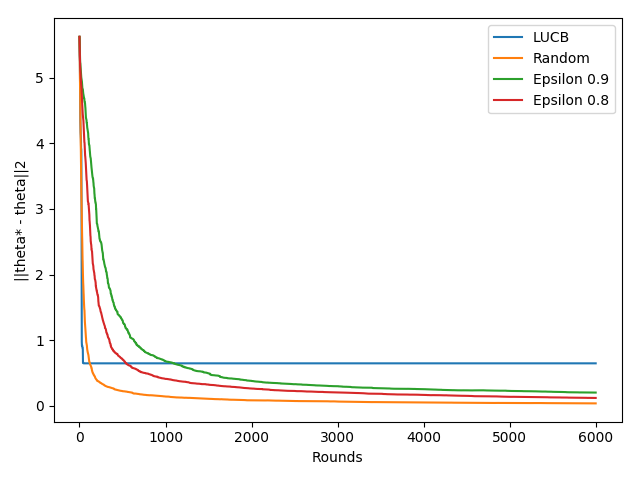 LUCB
Random
Epsilon 0.9
Epsilon 0.8
||theta* - theta||2
5
4
3
2
1
0
0 1000 2000 3000 4000 5000 6000
Rounds